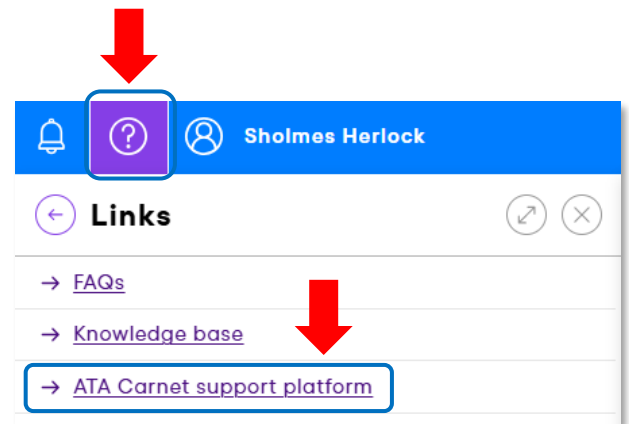 Sholmes Herlock
Links
FAQs
Knowledge base
ATA Carnet support platform